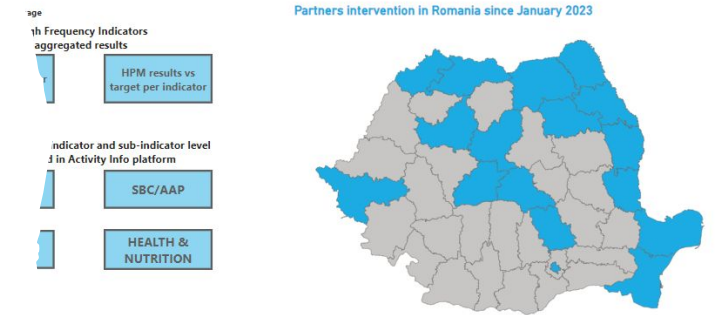 Partners intervention in Romania since January 2023
Frequency Indicators
aggregated results
HPM results vs
target per indicator
indicator and sub-indicator level
in Activity Info platform
SBC/AAP
HEALTH &
NUTRITION